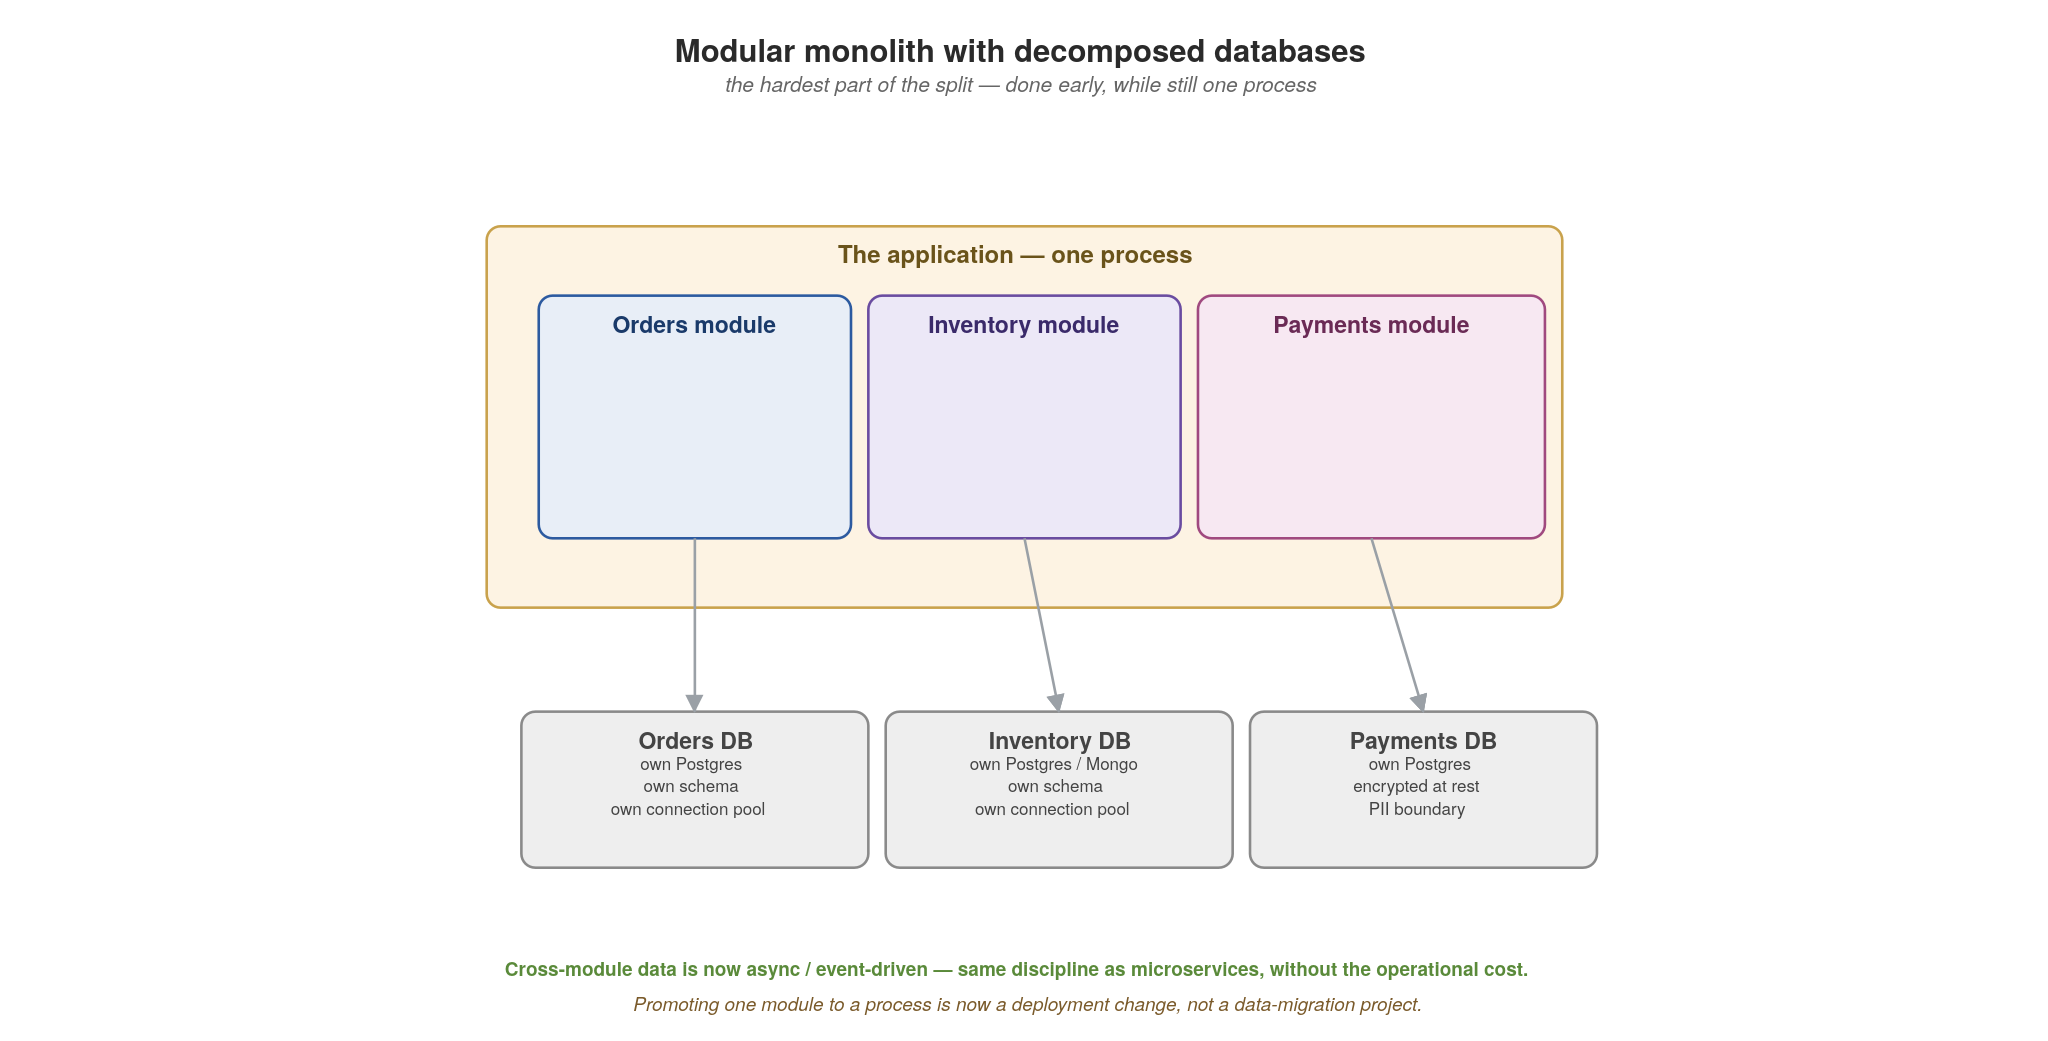 Modular monolith with decomposed databases
the hardest part of the split — done early, while still one process
The application — one process
Orders module
Inventory module
Payments module
Orders DB
own Postgres
own schema
own connection pool
Inventory DB
own Postgres / Mongo
own schema
own connection pool
Payments DB
own Postgres
encrypted at rest
PII boundary
Cross-module data is now async / event-driven — same discipline as microservices, without the operational cost.
Promoting one module to a process is now a deployment change, not a data-migration project.